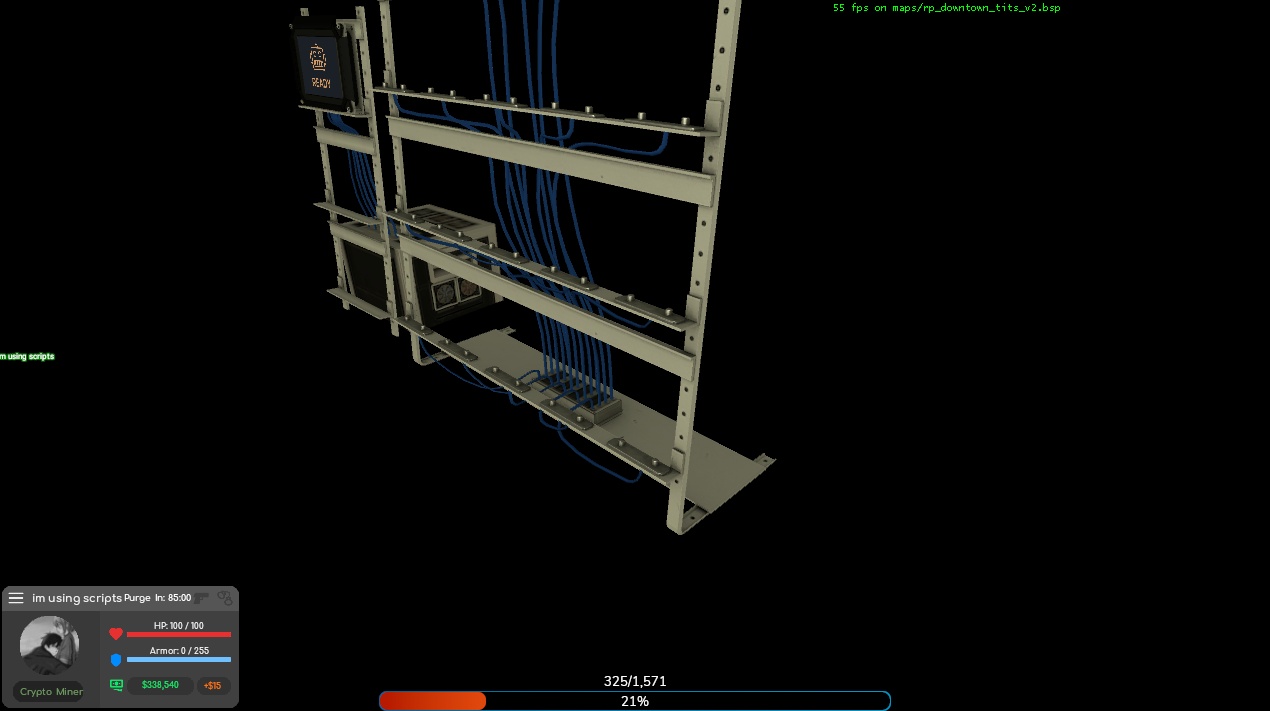 55 fps on maps/rp_downtown_tits_v2.bsp
READY
m using scripts
im using scripts Purge In: 85:00
HP: 100 / 100
Armor: 0 / 255
$338,540 +$15
Crypto Miner
325/1,571
21%